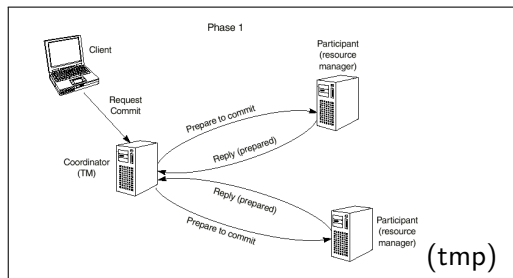 Phase 1
Client
Participant
(resource
manager)
Request
Commit
Prepare to commit
Reply (prepared)
Coordinator
(TM)
Reply (prepared)
Prepare to commit
Participant
(resource
manager)
(tmp)